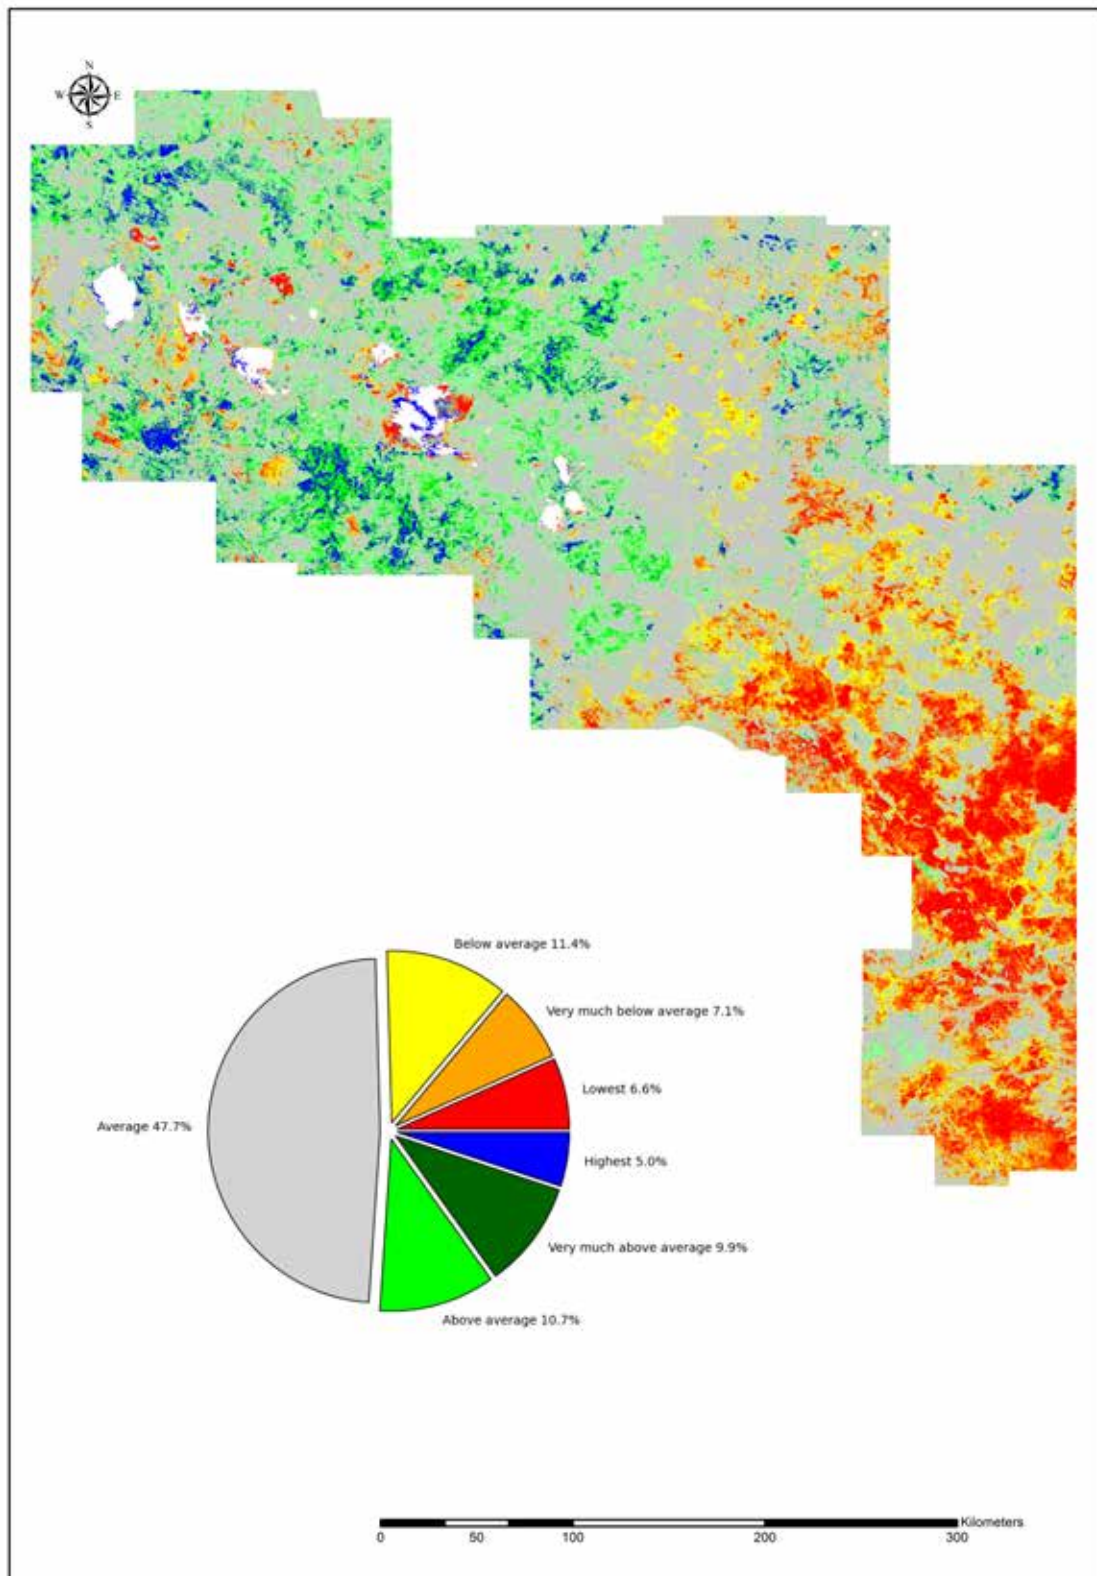 N
W E
S
Below average 11.4%
Very much below average 7.1%
Lowest 6.6%
Average 47.7%
Highest 5.0%
Very much above average 9.9%
Above average 10.7%
Kilometers
0 50 100 200 300